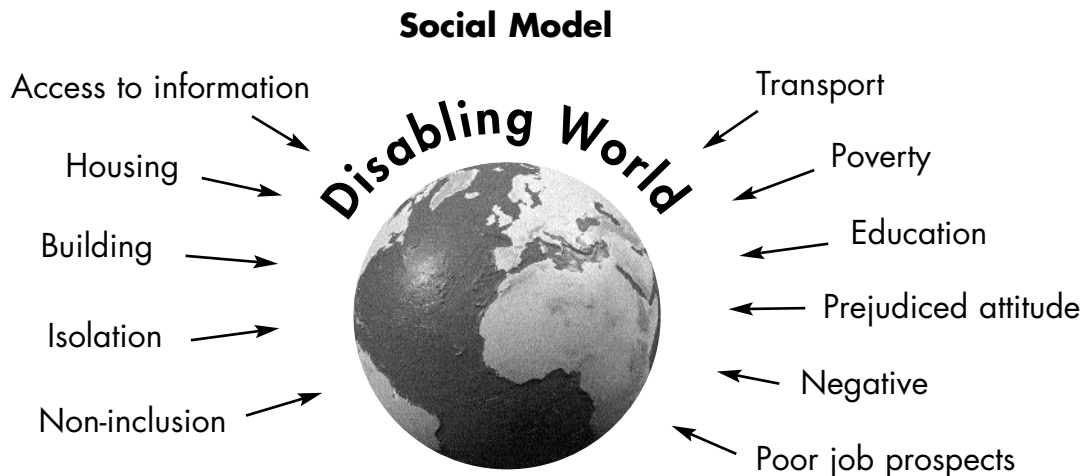 Social Model
Access to information
Housing
Building
Isolation
Non-inclusion
Disabling World
Transport
Poverty
Education
Prejudiced attitude
Negative
Poor job prospects